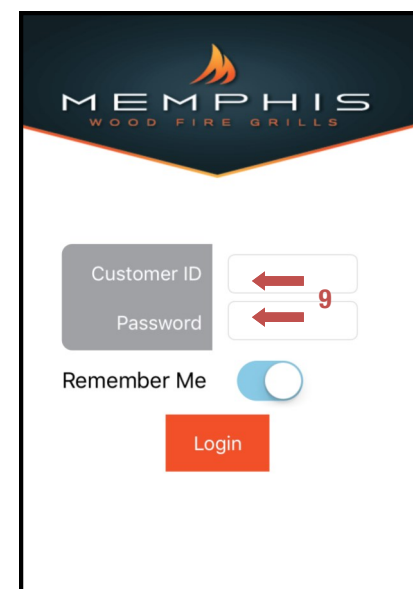 MEMPHIS
WOOD FIRE GRILLS
Customer ID
9
Password
Remember Me
Login